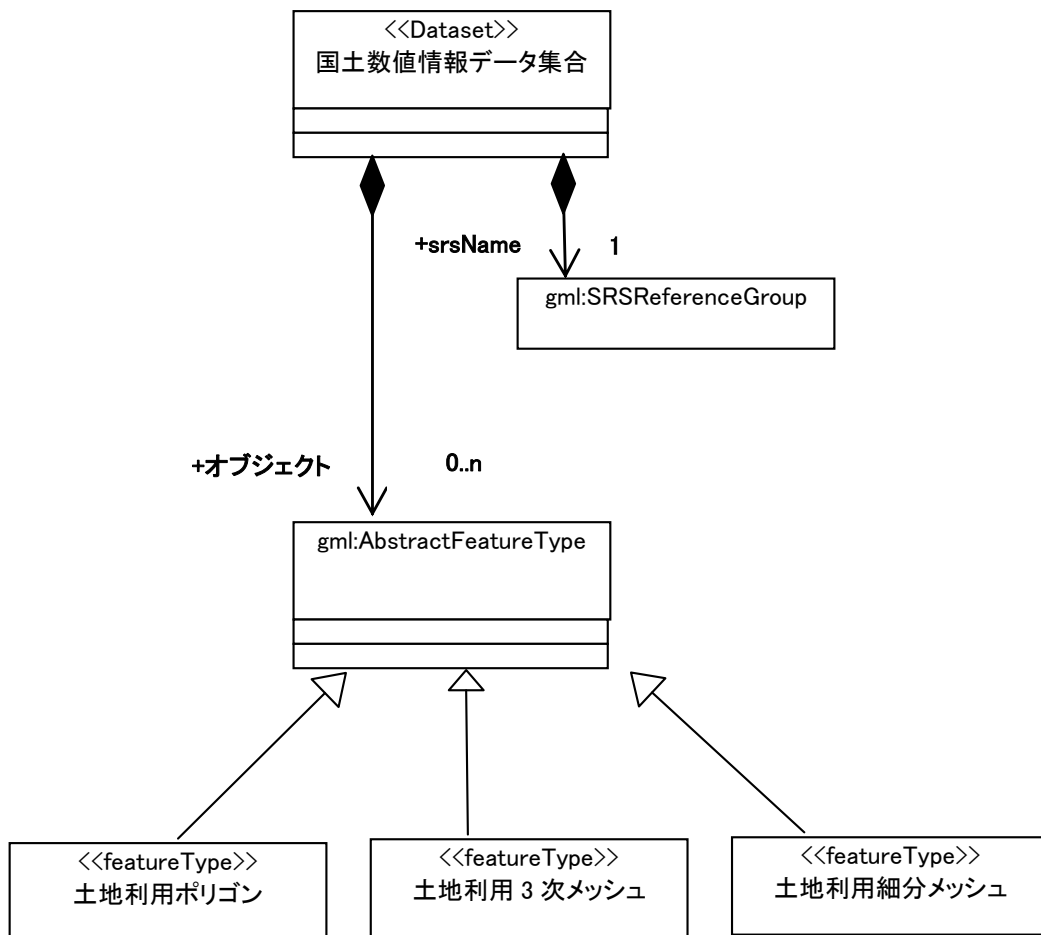 <<Dataset>>
国土数値情報データ集合
+srsName 1
gml:SRSReferenceGroup
+オブジェクト 0..n
gml:AbstractFeatureType
<<featureType>>
土地利用ポリゴン
<<featureType>>
土地利用 3 次メッシュ
<<featureType>>
土地利用細分メッシュ